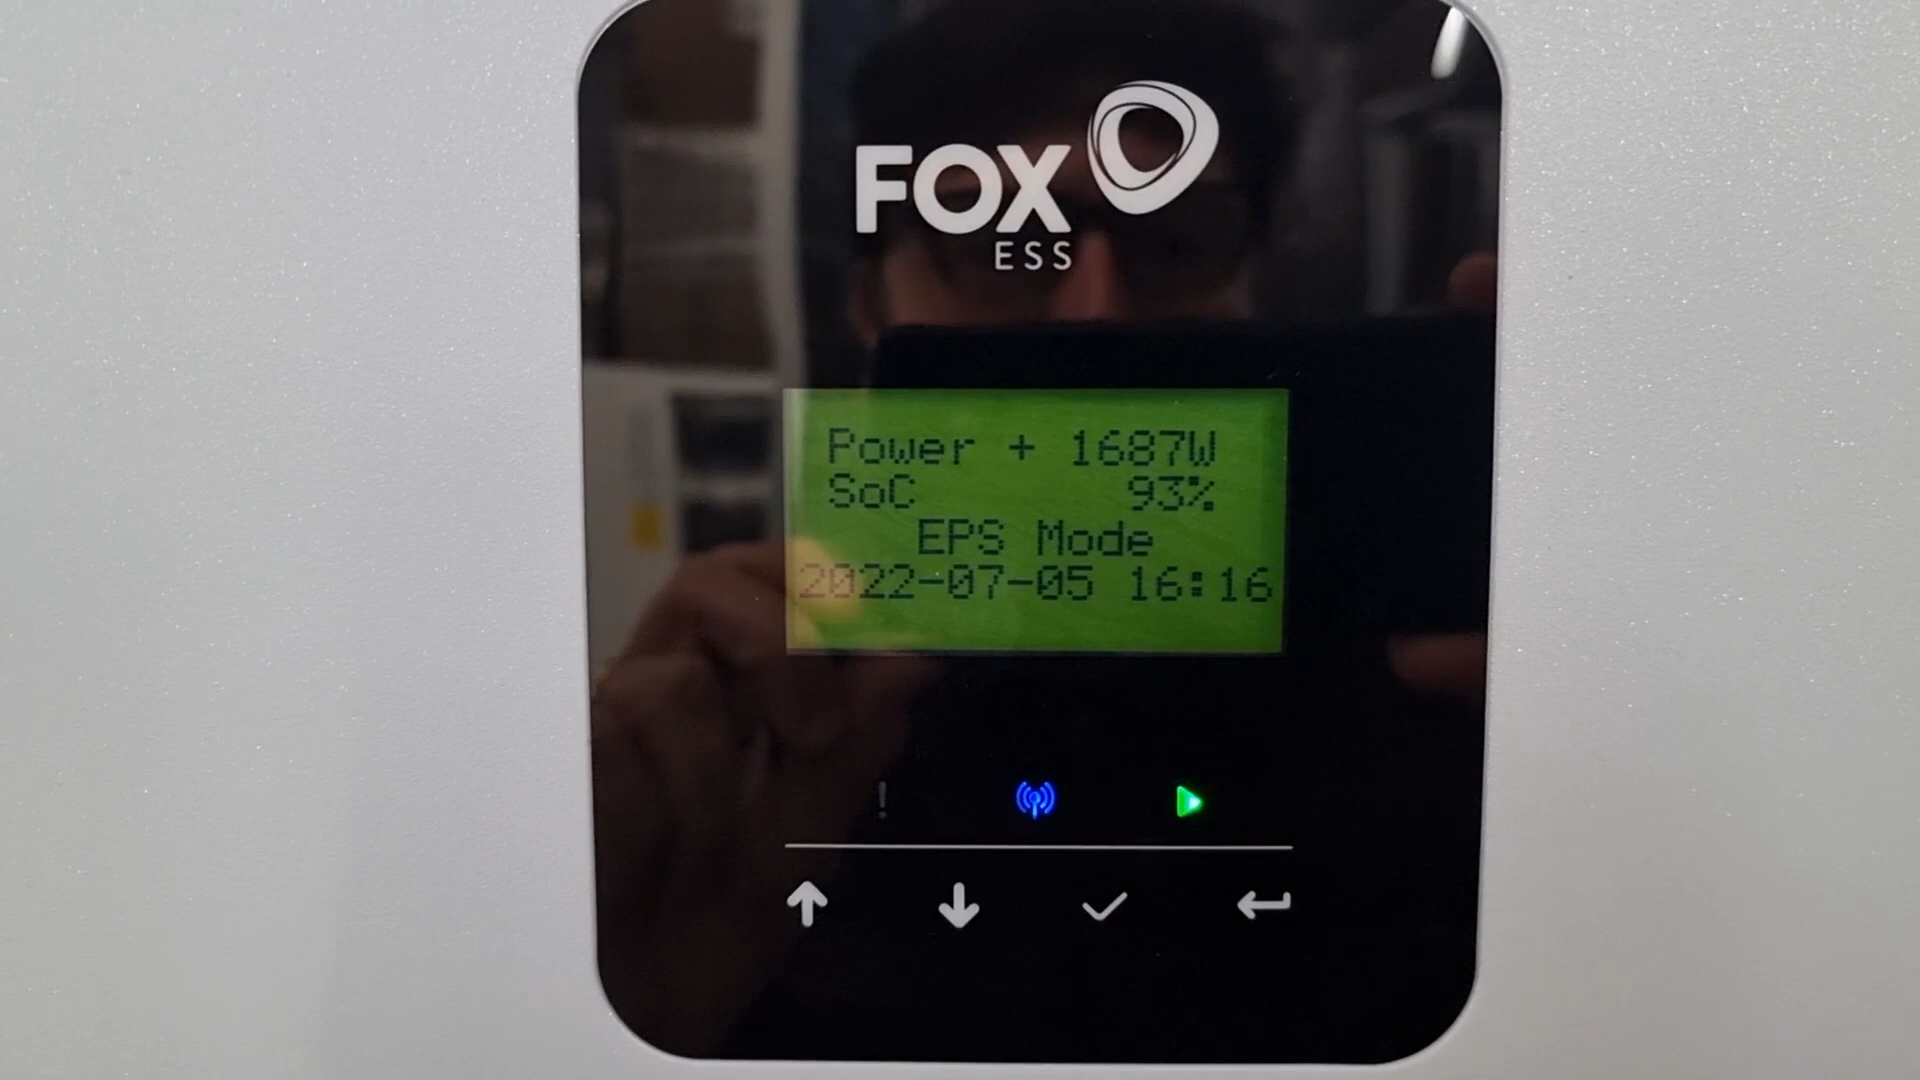 FOX
ESS
Power + 1687W
SoC 93%
EPS Mode
2022-07-05 16:16
!